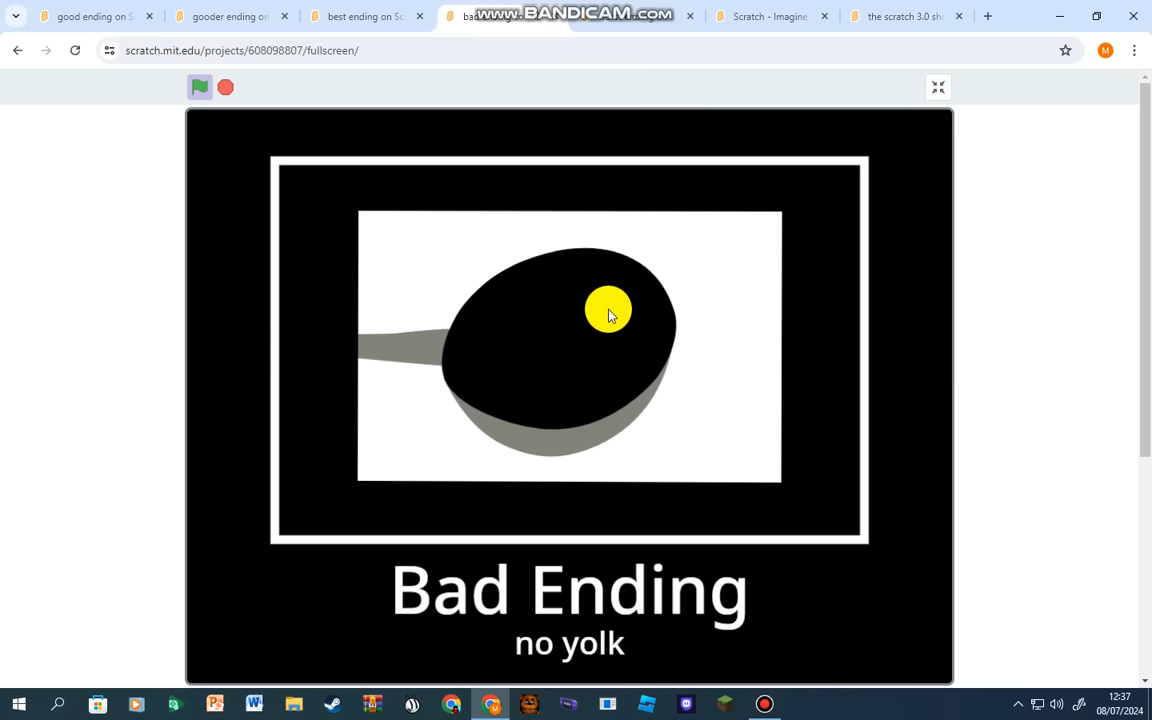 good ending on S
gooder ending on
best ending on Sc
ba
www.BANDICAM.com
Scratch - Imagine,
the scratch 3.0 sh
scratch.mit.edu/projects/608098807/fullscreen/
M
Bad Ending
no yolk
12:37
08/07/2024